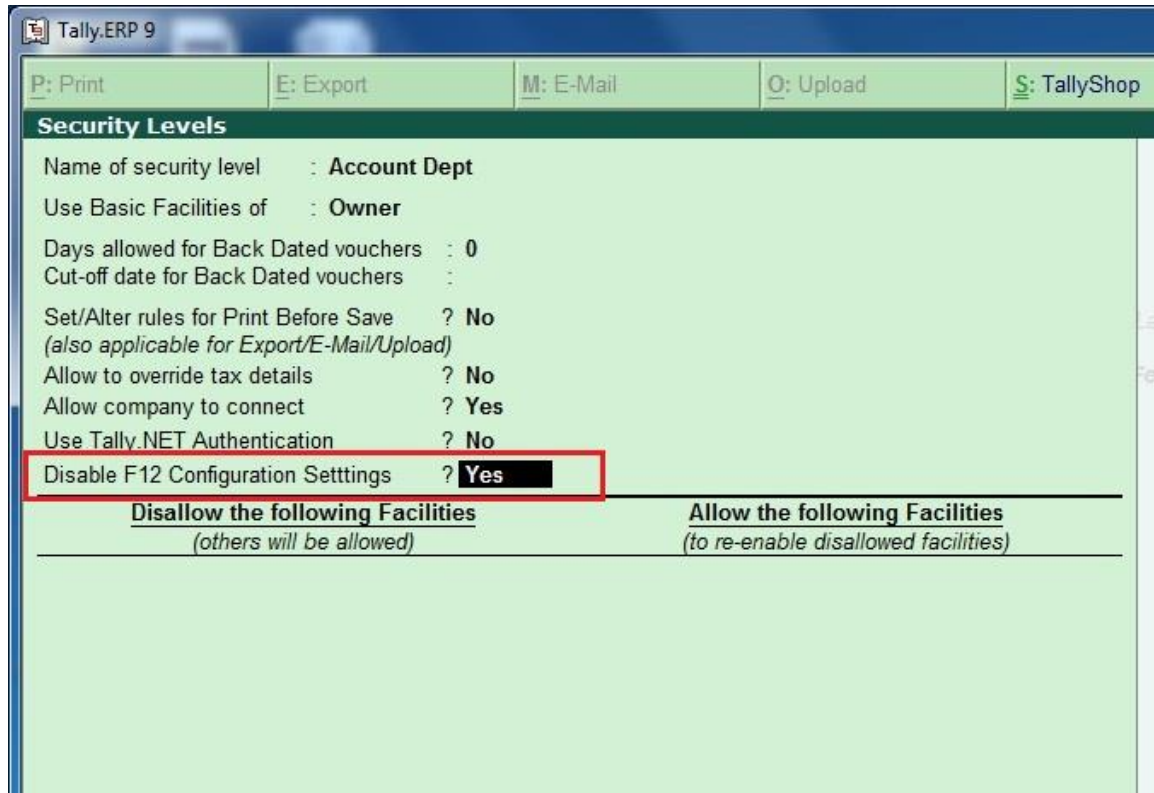 Tally.ERP 9
P: Print E: Export M: E-Mail O: Upload S: TallyShop
Security Levels
Name of security level : Account Dept
Use Basic Facilities of : Owner
Days allowed for Back Dated vouchers : 0
Cut-off date for Back Dated vouchers :
Set/Alter rules for Print Before Save ? No
(also applicable for Export/E-Mail/Upload)
Allow to override tax details ? No
Allow company to connect ? Yes
Use Tally.NET Authentication ? No
Disable F12 Configuration Setttings ? Yes
Disallow the following Facilities Allow the following Facilities
(others will be allowed) (to re-enable disallowed facilities)